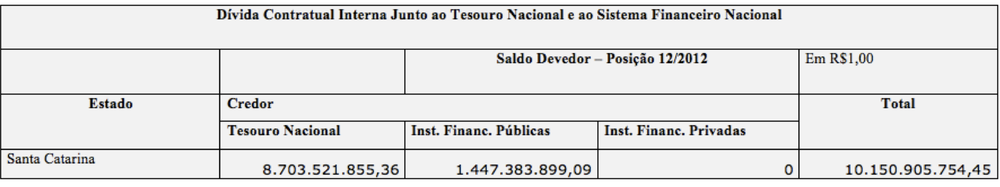 Dívida Contratual Interna Junto ao Tesouro Nacional e ao Sistema Financeiro Nacional
Saldo Devedor – Posição 12/2012 Em R$1,00
Estado Credor Total
Tesouro Nacional Inst. Financ. Públicas Inst. Financ. Privadas
Santa Catarina 8.703.521.855,36 1.447.383.899,09 0 10.150.905.754,45